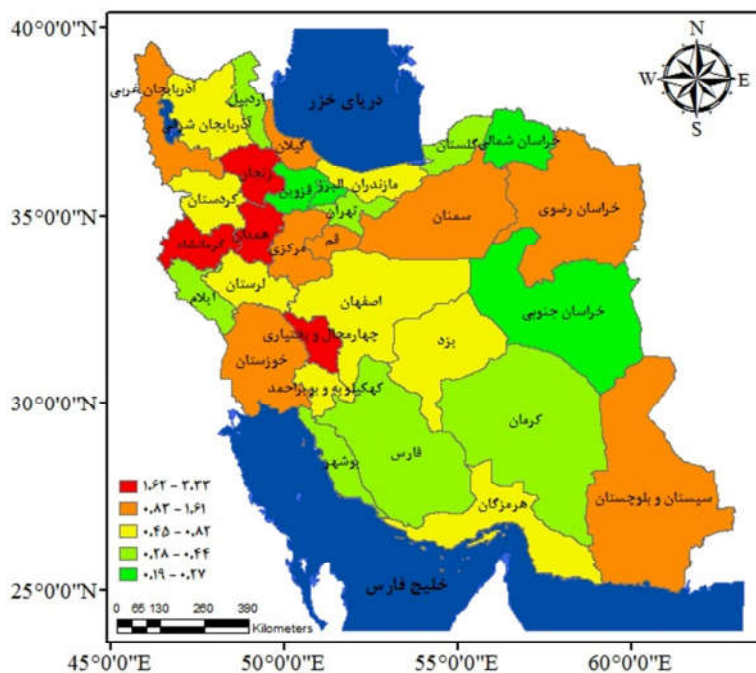 40°0'0"N
N
W E
S
آذربایجان غربی
اردبیل
دریای خزر
آذربایجان شرقی
گیلان
گلستان
خراسان شمالی
زنجان
قزوین
البرز
مازندران
کردستان
تهران
35°0'0"N
سمنان
خراسان رضوی
همدان
کرمانشاه
مرکزی
قم
لرستان
ایلام
اصفهان
خراسان جنوبی
چهارمحال و بختیاری
یزد
خوزستان
کهکیلویه و بویراحمد
30°0'0"N
کرمان
فارس
بوشهر
سیستان و بلوچستان
هرمزگان
۱.۶۲ - ۳.۳۳
۰.۸۳ - ۱.۶۱
۰.۴۵ - ۰.۸۲
۰.۲۸ - ۰.۴۴
۰.۱۹ - ۰.۲۷
خلیج فارس
25°0'0"N
0 65 130 260 390
Kilometers
45°0'0"E 50°0'0"E 55°0'0"E 60°0'0"E